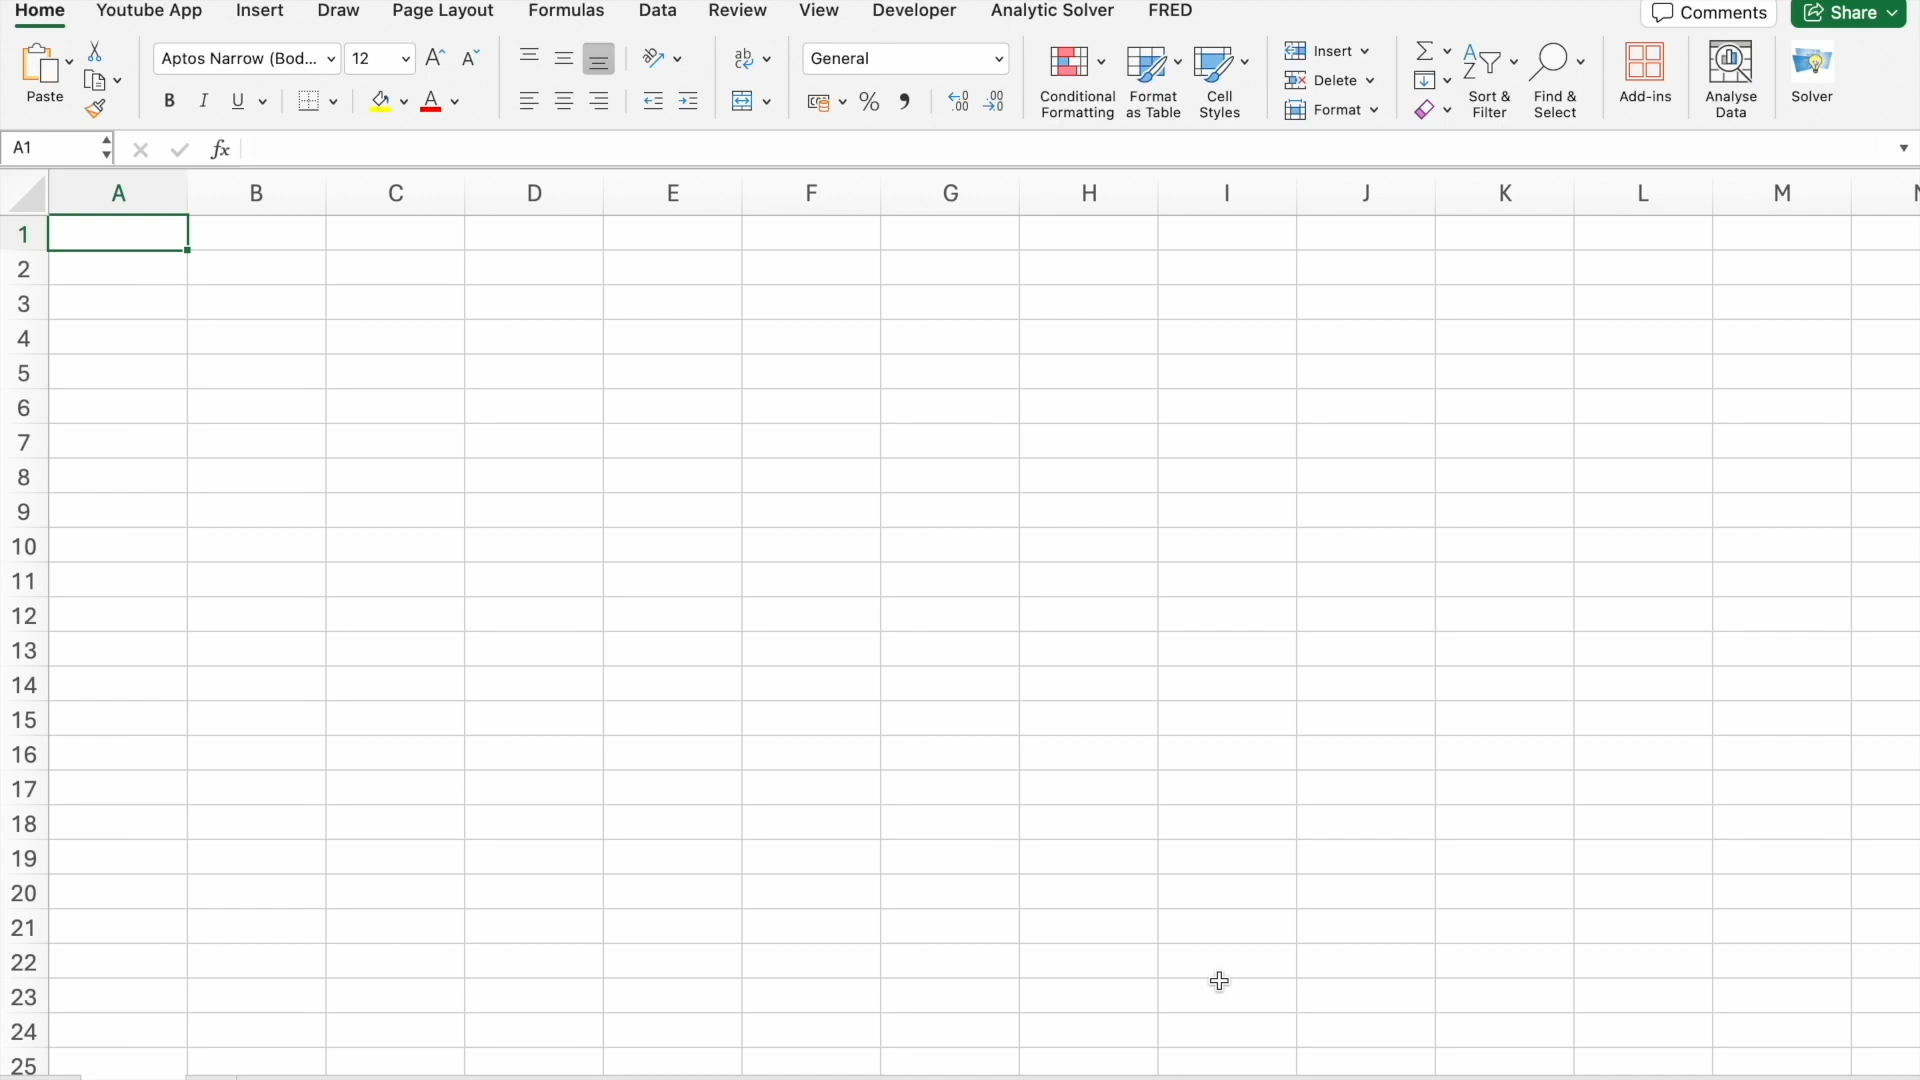 Home Youtube App Insert Draw Page Layout Formulas Data Review View Developer Analytic Solver FRED Comments Share
Paste
Aptos Narrow (Bod... 12
B I U A
ab
General
% 
Conditional Formatting
Format as Table
Cell Styles
Insert
Delete
Format
Sort & Filter
Find & Select
Add-ins
Analyse Data
Solver
A1 fx
A B C D E F G H I J K L M
1
2
3
4
5
6
7
8
9
10
11
12
13
14
15
16
17
18
19
20
21
22
23
24
25